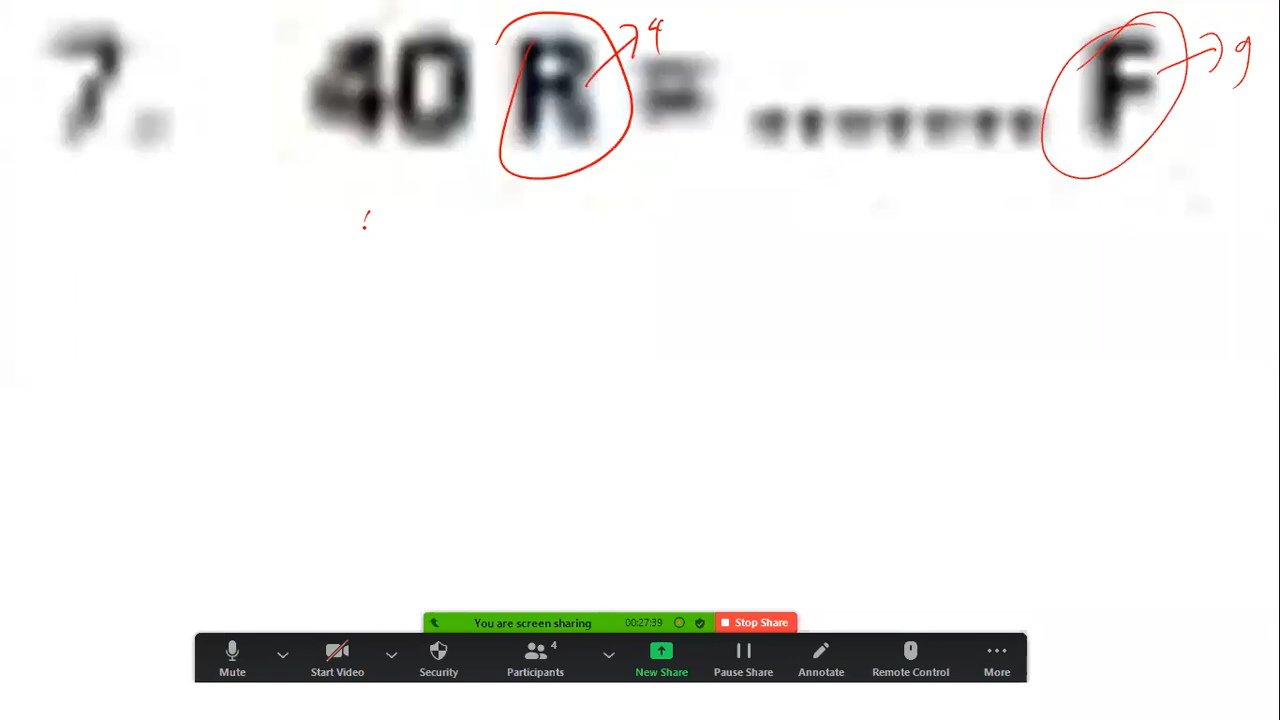 7. 40 R = ........ F
4
9
You are screen sharing 00:27:39 Stop Share
Mute Start Video Security Participants 4 New Share Pause Share Annotate Remote Control More